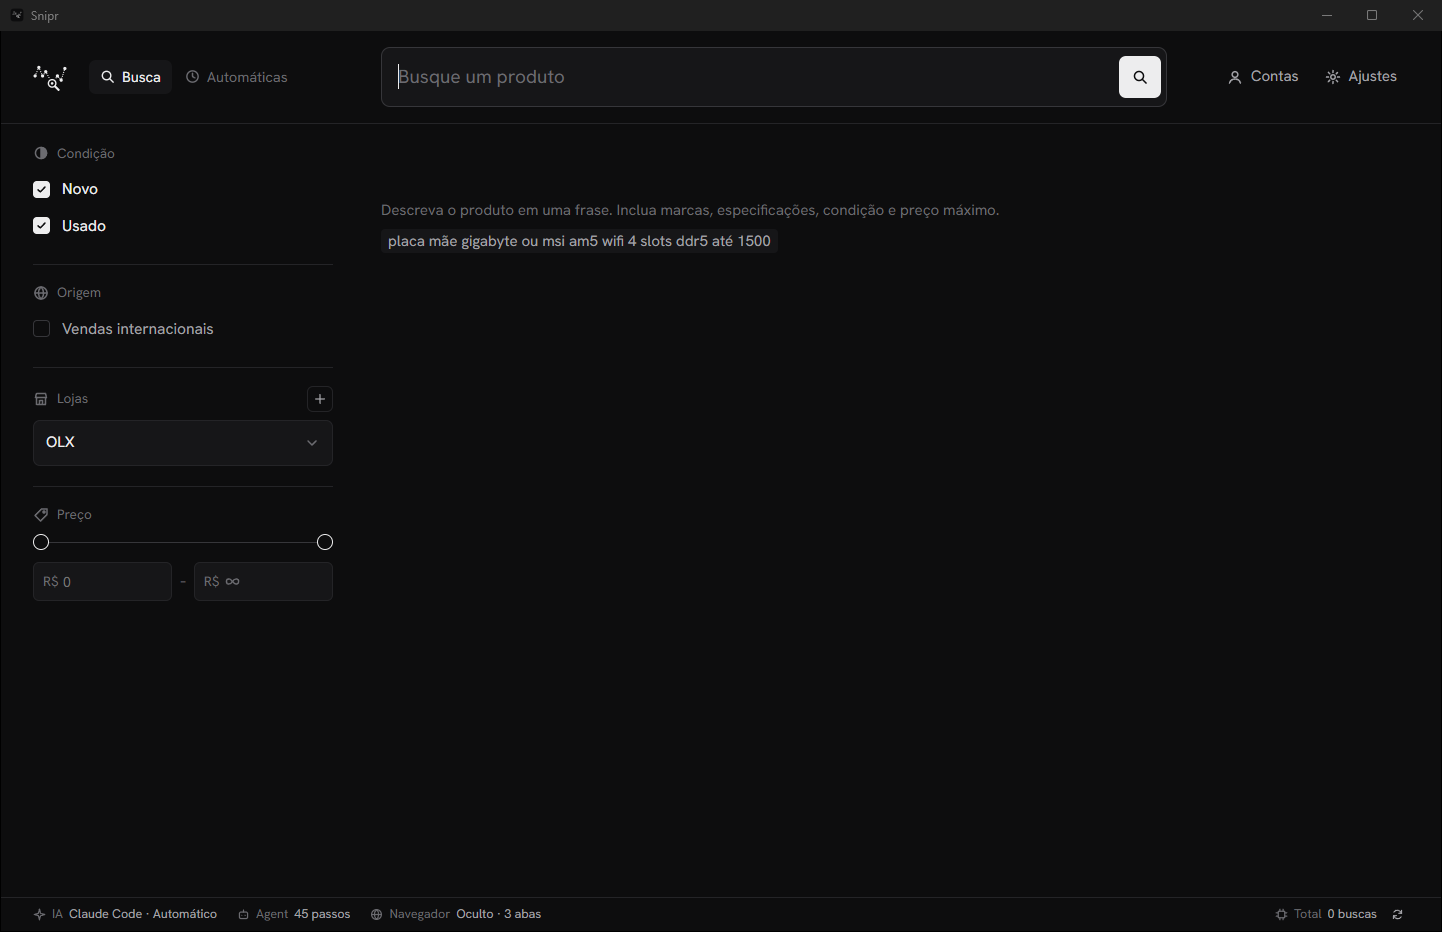 Snipr
Busca
Automáticas
Busque um produto
Contas
Ajustes
Condição
Novo
Usado
Origem
Vendas internacionais
Lojas
OLX
Preço
R$ 0 - R$ ∞
Descreva o produto em uma frase. Inclua marcas, especificações, condição e preço máximo.
placa mãe gigabyte ou msi am5 wifi 4 slots ddr5 até 1500
IA Claude Code · Automático
Agent 45 passos
Navegador Oculto · 3 abas
Total 0 buscas